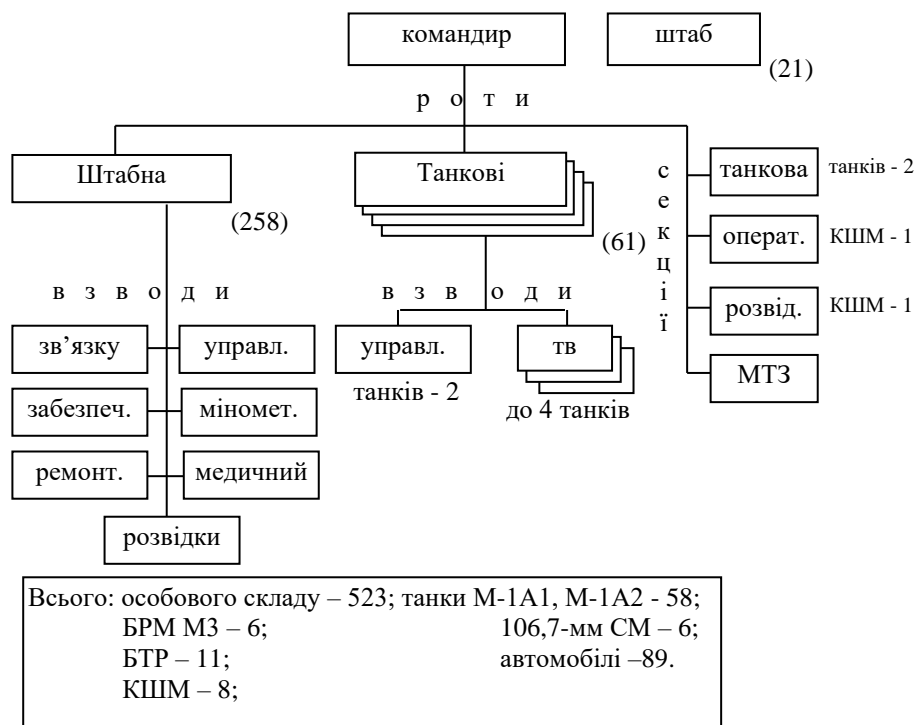 командир
штаб
(21)
р о т и
Штабна
(258)
Танкові
(61)
секції
танкова
танків - 2
операт.
КШМ - 1
розвід.
КШМ - 1
МТЗ
в з в о д и
зв’язку
управл.
забезпеч.
міномет.
ремонт.
медичний
розвідки
в з в о д и
управл.
танків - 2
тв
до 4 танків
Всього: особового складу – 523; танки М-1А1, М-1А2 - 58;
БРМ М3 – 6; 106,7-мм СМ – 6;
БТР – 11; автомобілі –89.
КШМ – 8;